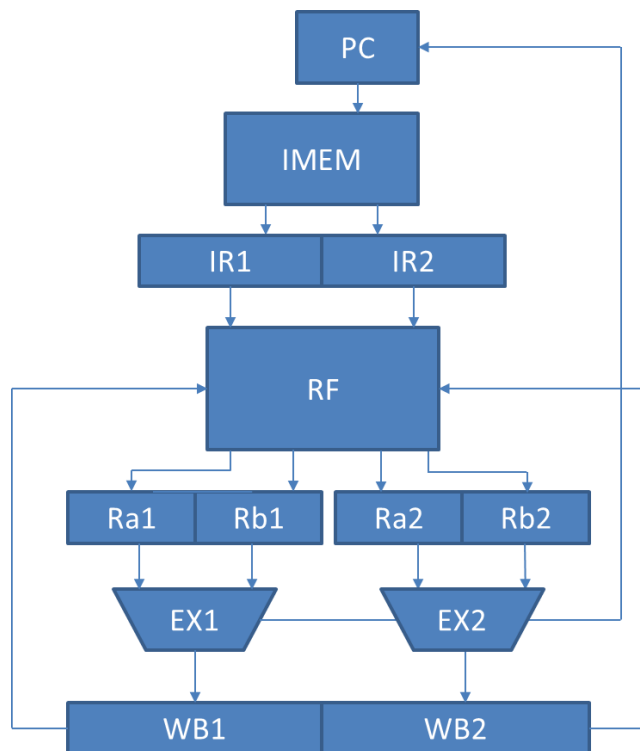 PC
IMEM
IR1 IR2
RF
Ra1 Rb1 Ra2 Rb2
EX1 EX2
WB1 WB2